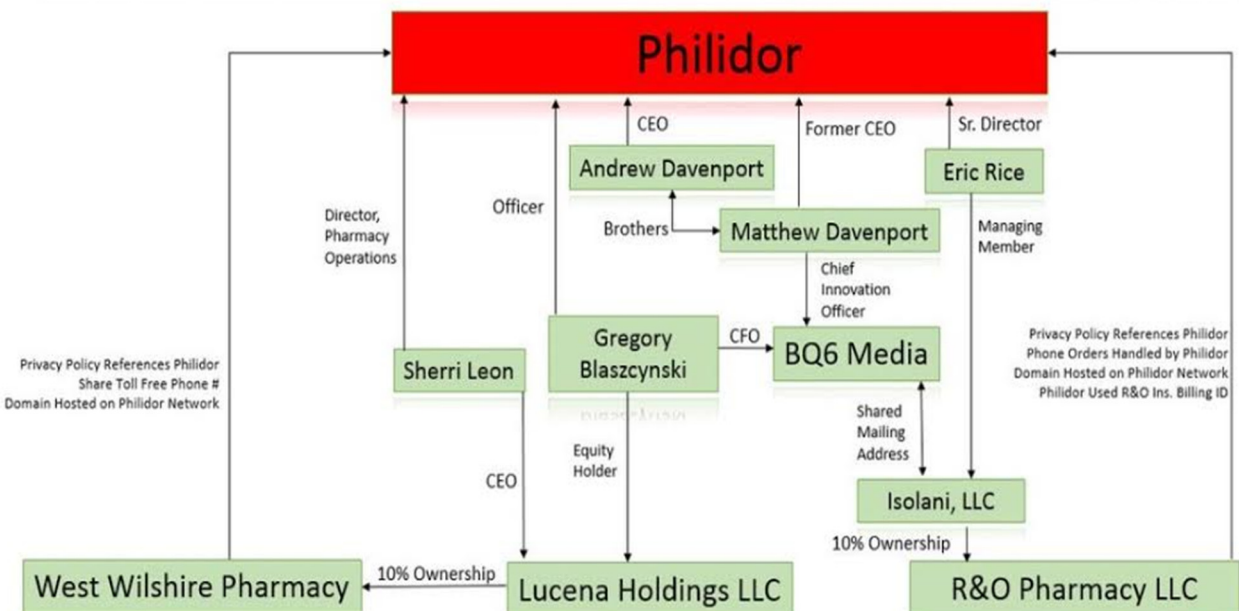 Philidor
CEO
Former CEO
Sr. Director
Andrew Davenport
Eric Rice
Director,
Pharmacy
Operations
Officer
Brothers
Matthew Davenport
Managing
Member
Chief
Innovation
Officer
Gregory
Blaszcynski
CFO
BQ6 Media
Sherri Leon
Privacy Policy References Philidor
Share Toll Free Phone #
Domain Hosted on Philidor Network
Privacy Policy References Philidor
Phone Orders Handled by Philidor
Domain Hosted on Philidor Network
Philidor Used R&O Ins. Billing ID
Shared
Mailing
Address
Equity
Holder
CEO
Isolani, LLC
10% Ownership
West Wilshire Pharmacy
10% Ownership
Lucena Holdings LLC
R&O Pharmacy LLC